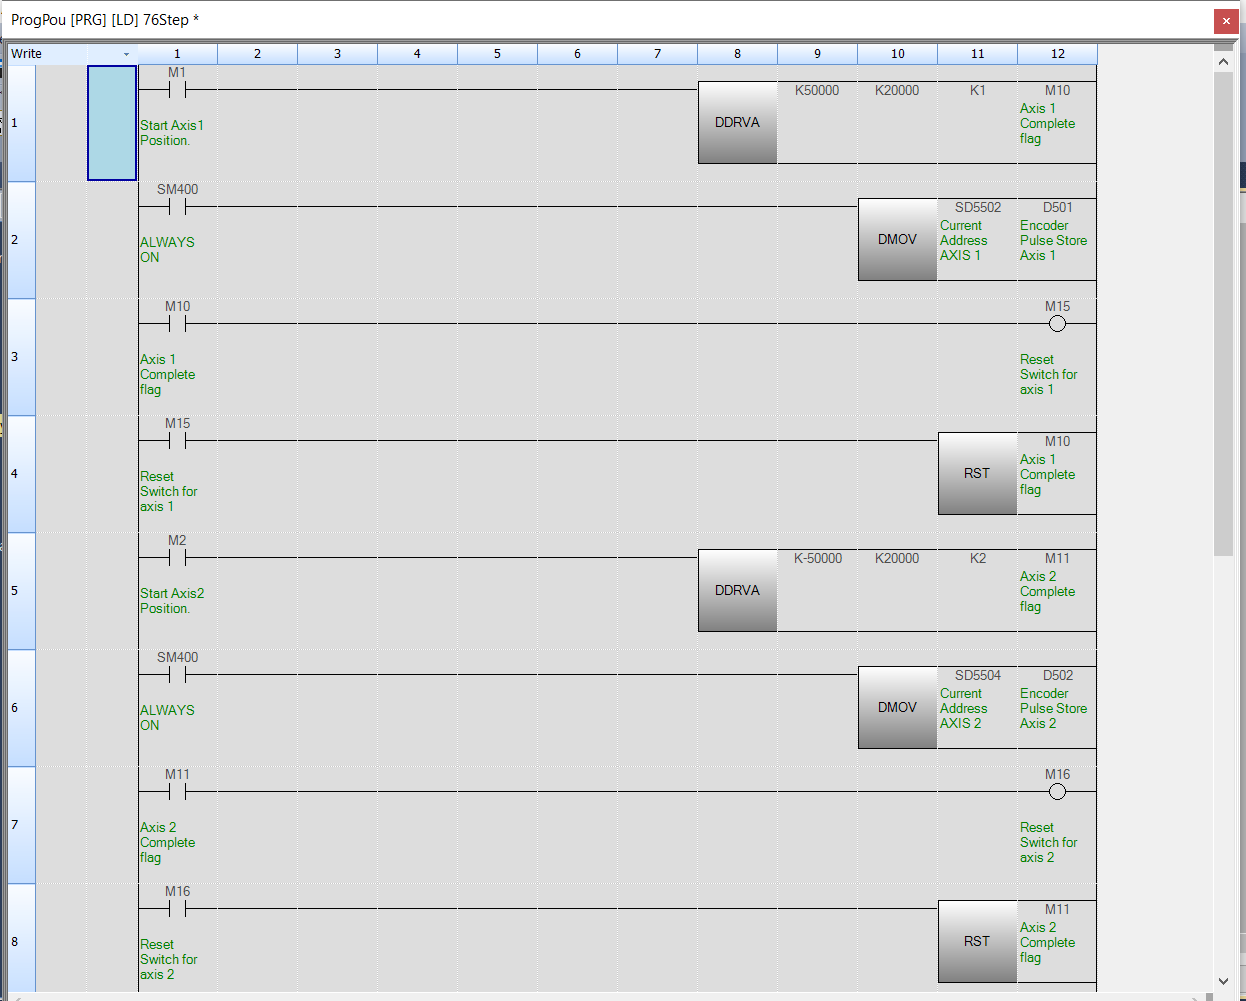 ProgPou [PRG] [LD] 76Step *
Write 1 2 3 4 5 6 7 8 9 10 11 12
1
M1
Start Axis1
Position.
DDRVA
K50000 K20000 K1 M10
Axis 1
Complete
flag
2
SM400
ALWAYS
ON
DMOV
SD5502
Current
Address
AXIS 1
D501
Encoder
Pulse Store
Axis 1
3
M10
Axis 1
Complete
flag
M15
Reset
Switch for
axis 1
4
M15
Reset
Switch for
axis 1
RST
M10
Axis 1
Complete
flag
5
M2
Start Axis2
Position.
DDRVA
K-50000 K20000 K2 M11
Axis 2
Complete
flag
6
SM400
ALWAYS
ON
DMOV
SD5504
Current
Address
AXIS 2
D502
Encoder
Pulse Store
Axis 2
7
M11
Axis 2
Complete
flag
M16
Reset
Switch for
axis 2
8
M16
Reset
Switch for
axis 2
RST
M11
Axis 2
Complete
flag